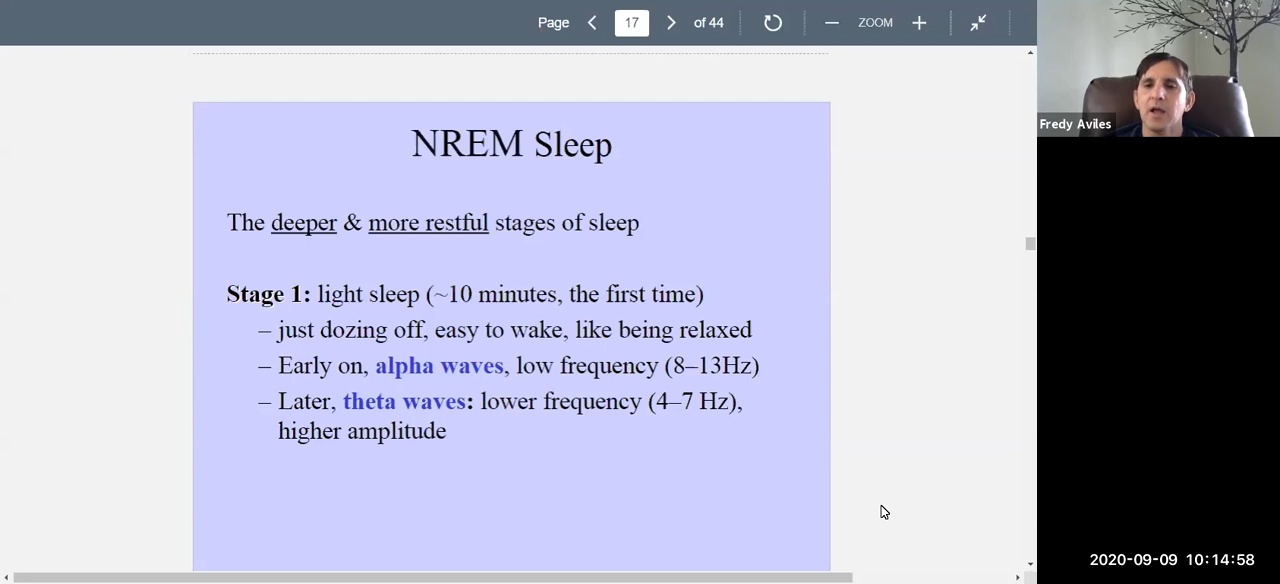 Page 17 of 44 ZOOM
Fredy Aviles
NREM Sleep
The deeper & more restful stages of sleep
Stage 1: light sleep (~10 minutes, the first time)
– just dozing off, easy to wake, like being relaxed
– Early on, alpha waves, low frequency (8–13Hz)
– Later, theta waves: lower frequency (4–7 Hz),
higher amplitude
2020-09-09 10:14:58